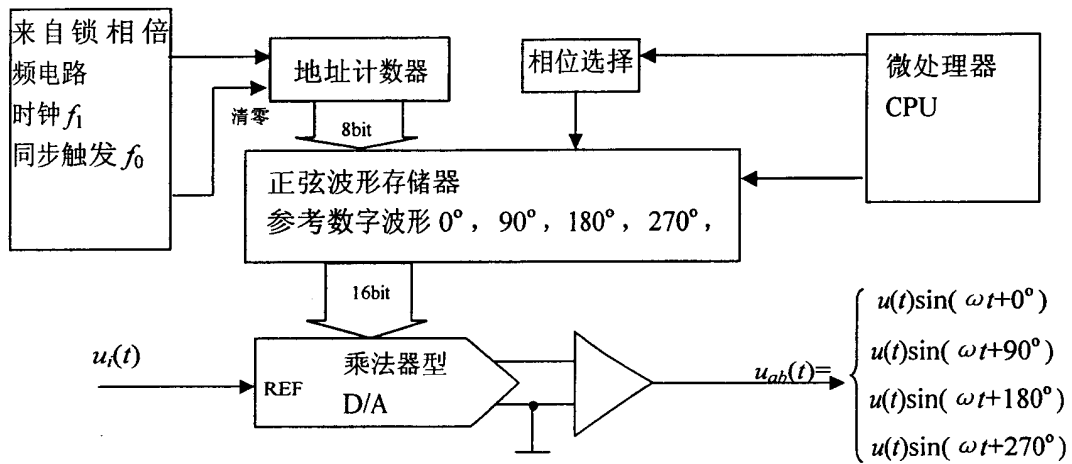 来自锁相倍
频电路
时钟f₁
同步触发f₀
地址计数器
清零
8bit
相位选择
微处理器
CPU
正弦波形存储器
参考数字波形0°，90°，180°，270°，
16bit
uᵢ(t)
REF
乘法器型
D/A
u_{ab}(t)=
u(t)sin( ωt+0°)
u(t)sin( ωt+90°)
u(t)sin( ωt+180°)
u(t)sin( ωt+270°)